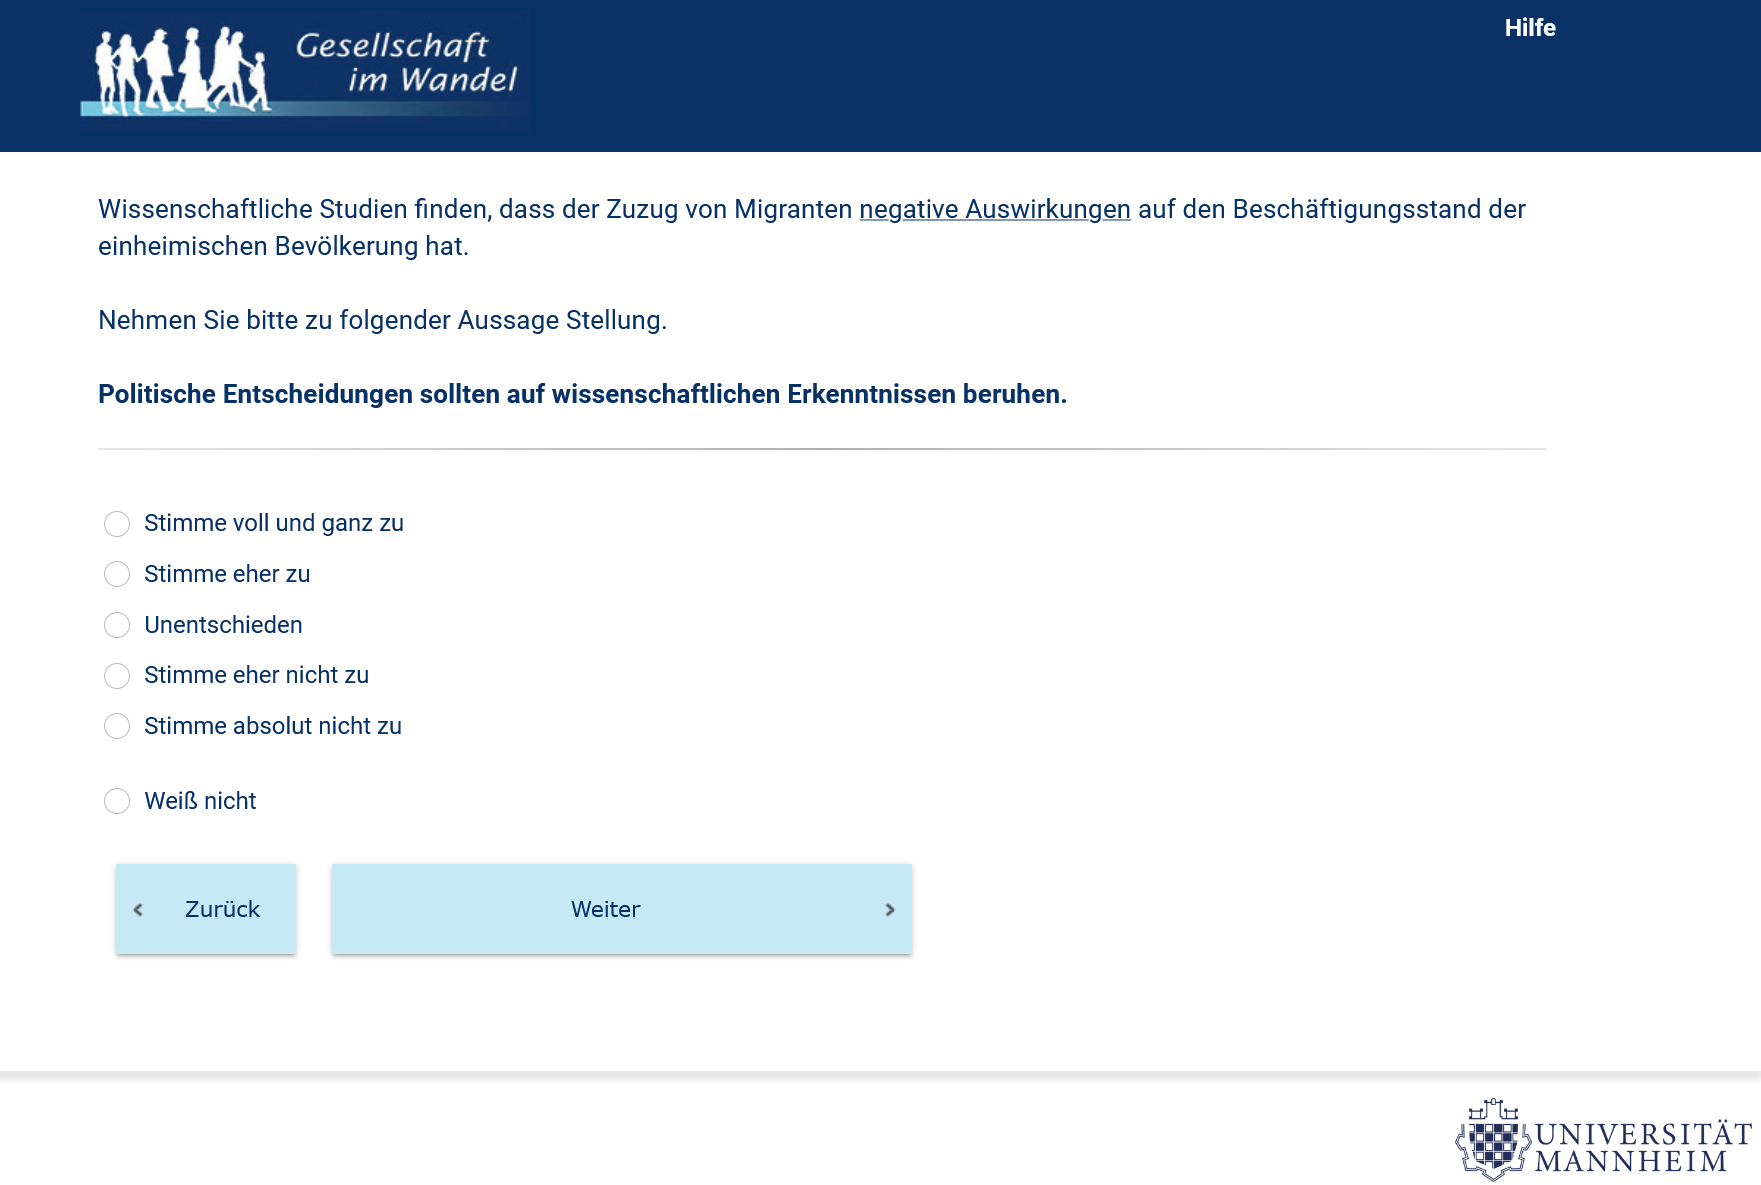 Gesellschaft
im Wandel
Hilfe
Wissenschaftliche Studien finden, dass der Zuzug von Migranten negative Auswirkungen auf den Beschäftigungsstand der
einheimischen Bevölkerung hat.
Nehmen Sie bitte zu folgender Aussage Stellung.
Politische Entscheidungen sollten auf wissenschaftlichen Erkenntnissen beruhen.
Stimme voll und ganz zu
Stimme eher zu
Unentschieden
Stimme eher nicht zu
Stimme absolut nicht zu
Weiß nicht
Zurück
Weiter
UNIVERSITÄT
MANNHEIM